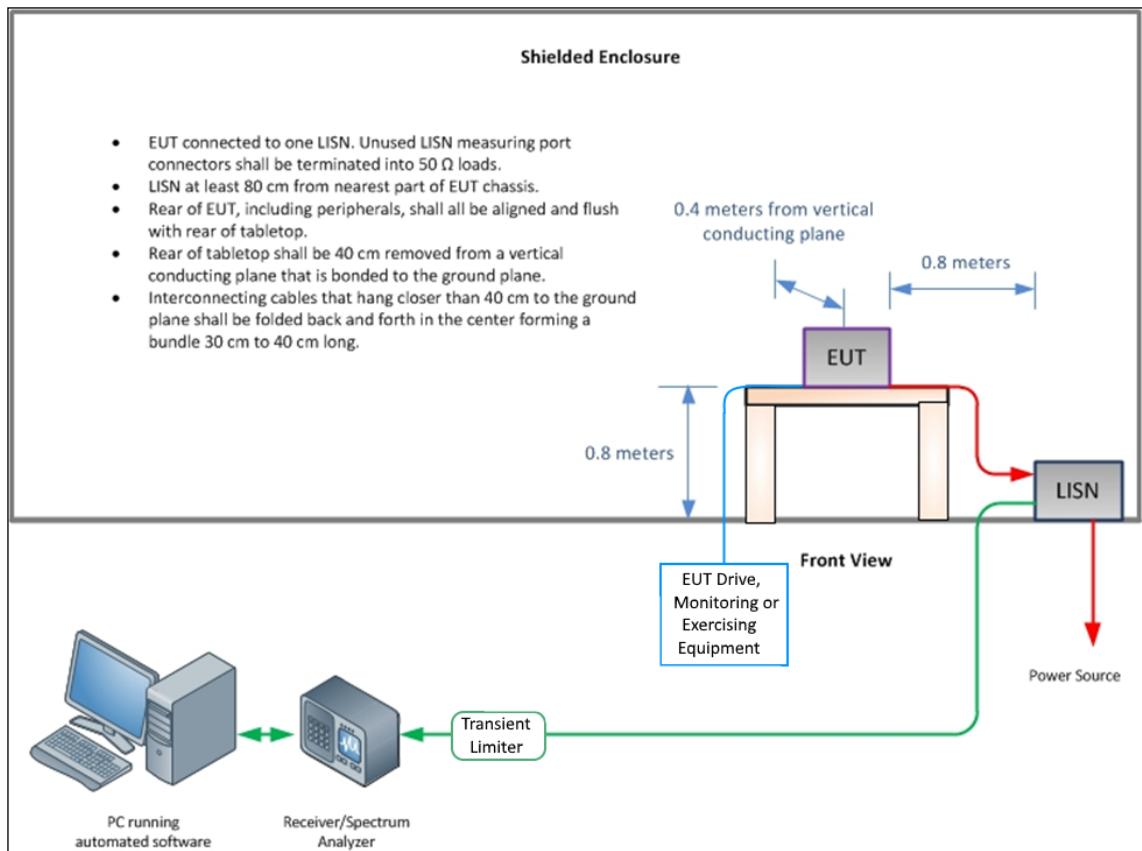 Shielded Enclosure
• EUT connected to one LISN. Unused LISN measuring port
connectors shall be terminated into 50 Ω loads.
• LISN at least 80 cm from nearest part of EUT chassis.
• Rear of EUT, including peripherals, shall all be aligned and flush
with rear of tabletop.
• Rear of tabletop shall be 40 cm removed from a vertical
conducting plane that is bonded to the ground plane.
• Interconnecting cables that hang closer than 40 cm to the ground
plane shall be folded back and forth in the center forming a
bundle 30 cm to 40 cm long.
0.4 meters from vertical
conducting plane
0.8 meters
EUT
0.8 meters
LISN
Front View
EUT Drive,
Monitoring or
Exercising
Equipment
Power Source
Transient
Limiter
PC running
automated software
Receiver/Spectrum
Analyzer